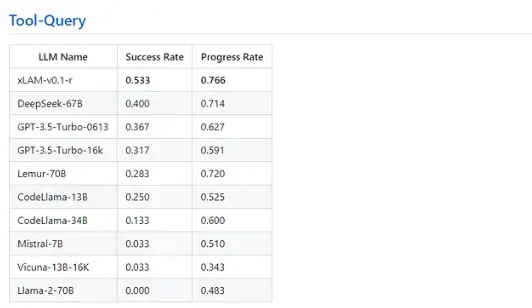 Tool-Query
LLM Name Success Rate Progress Rate
xLAM-v0.1-r 0.533 0.766
DeepSeek-67B 0.400 0.714
GPT-3.5-Turbo-0613 0.367 0.627
GPT-3.5-Turbo-16k 0.317 0.591
Lemur-70B 0.283 0.720
CodeLlama-13B 0.250 0.525
CodeLlama-34B 0.133 0.600
Mistral-7B 0.033 0.510
Vicuna-13B-16K 0.033 0.343
Llama-2-70B 0.000 0.483